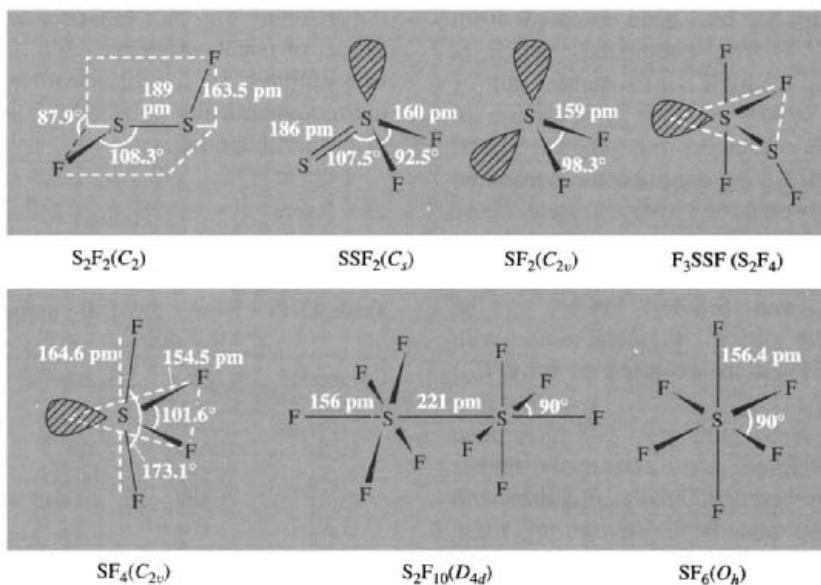 F
189
pm
163.5 pm
87.9°
S
S
F
108.3°
S₂F₂(C₂)
S
186 pm
160 pm
S
107.5°
92.5°
F
F
SSF₂(Cₛ)
S
159 pm
F
98.3°
F
SF₂(C₂ᵥ)
F
F
S
S
F
F
F₃SSF (S₂F₄)
F
164.6 pm
154.5 pm
F
S
101.6°
F
173.1°
F
SF₄(C₂ᵥ)
F
F
F
156 pm
S
221 pm
S
F
90°
F
F
F
F
F
F
S₂F₁₀(D₄d)
F
156.4 pm
F
F
S
90°
F
F
F
SF₆(Oₕ)